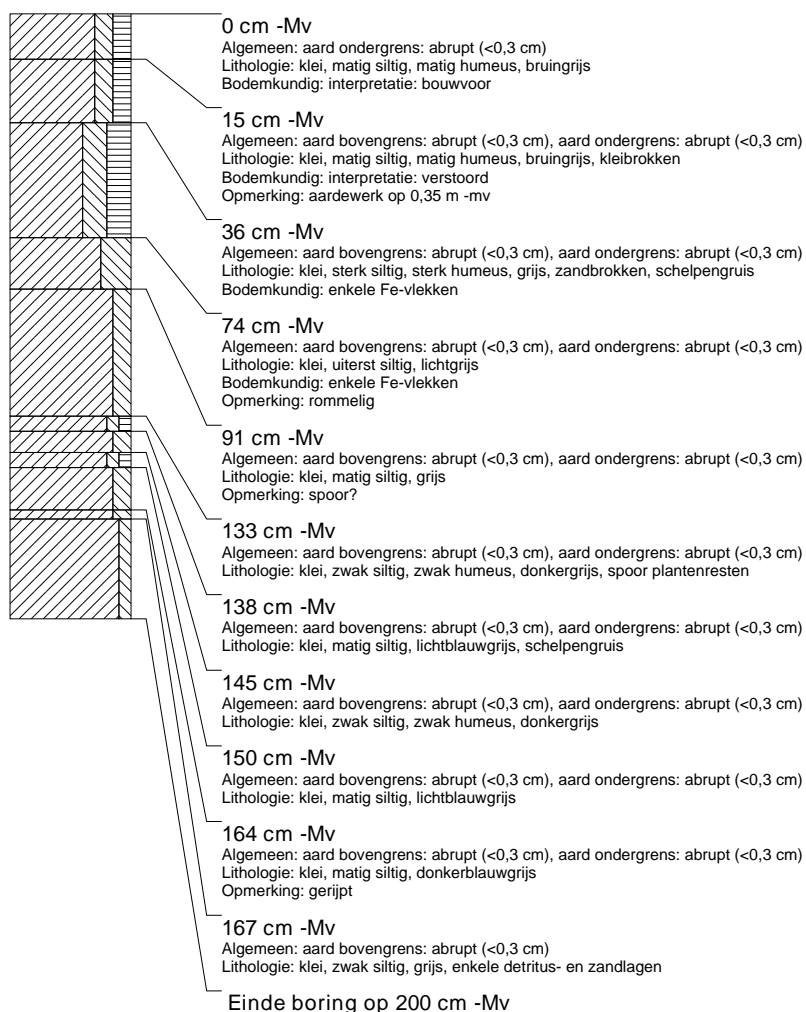 0 cm -Mv
Algemeen: aard ondergrens: abrupt (<0,3 cm)
Lithologie: klei, matig siltig, matig humeus, bruingrijs
Bodemkundig: interpretatie: bouwvoor
15 cm -Mv
Algemeen: aard bovengrens: abrupt (<0,3 cm), aard ondergrens: abrupt (<0,3 cm)
Lithologie: klei, matig siltig, matig humeus, bruingrijs, kleibrokken
Bodemkundig: interpretatie: verstoord
Opmerking: aardewerk op 0,35 m -mv
36 cm -Mv
Algemeen: aard bovengrens: abrupt (<0,3 cm), aard ondergrens: abrupt (<0,3 cm)
Lithologie: klei, sterk siltig, sterk humeus, grijs, zandbrokken, schelpengruis
Bodemkundig: enkele Fe-vlekken
74 cm -Mv
Algemeen: aard bovengrens: abrupt (<0,3 cm), aard ondergrens: abrupt (<0,3 cm)
Lithologie: klei, uiterst siltig, lichtgrijs
Bodemkundig: enkele Fe-vlekken
Opmerking: rommelig
91 cm -Mv
Algemeen: aard bovengrens: abrupt (<0,3 cm), aard ondergrens: abrupt (<0,3 cm)
Lithologie: klei, matig siltig, grijs
Opmerking: spoor?
133 cm -Mv
Algemeen: aard bovengrens: abrupt (<0,3 cm), aard ondergrens: abrupt (<0,3 cm)
Lithologie: klei, zwak siltig, zwak humeus, donkergrijs, spoor plantenresten
138 cm -Mv
Algemeen: aard bovengrens: abrupt (<0,3 cm), aard ondergrens: abrupt (<0,3 cm)
Lithologie: klei, matig siltig, lichtblauwgrijs, schelpengruis
145 cm -Mv
Algemeen: aard bovengrens: abrupt (<0,3 cm), aard ondergrens: abrupt (<0,3 cm)
Lithologie: klei, zwak siltig, zwak humeus, donkergrijs
150 cm -Mv
Algemeen: aard bovengrens: abrupt (<0,3 cm), aard ondergrens: abrupt (<0,3 cm)
Lithologie: klei, matig siltig, lichtblauwgrijs
164 cm -Mv
Algemeen: aard bovengrens: abrupt (<0,3 cm), aard ondergrens: abrupt (<0,3 cm)
Lithologie: klei, matig siltig, donkerblauwgrijs
Opmerking: gerijpt
167 cm -Mv
Algemeen: aard bovengrens: abrupt (<0,3 cm)
Lithologie: klei, zwak siltig, grijs, enkele detritus- en zandlagen
Einde boring op 200 cm -Mv